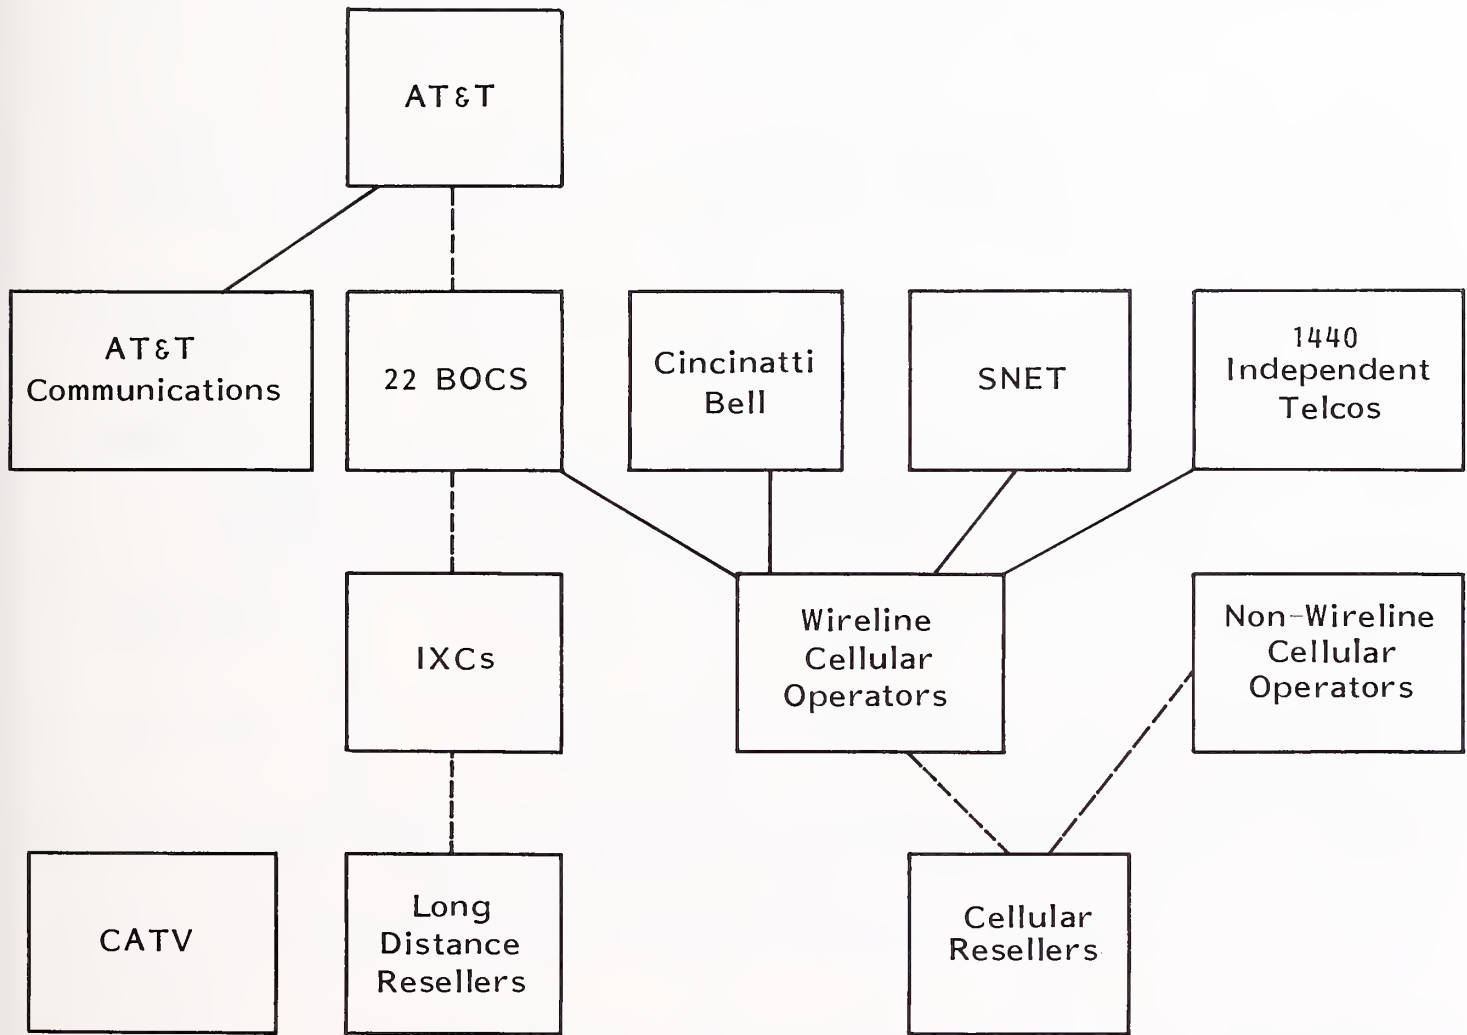 AT&T
AT&T
Communications
22 BOCS
Cincinatti
Bell
SNET
1440
Independent
Telcos
IXCs
Wireline
Cellular
Operators
Non-Wireline
Cellular
Operators
CATV
Long
Distance
Resellers
Cellular
Resellers